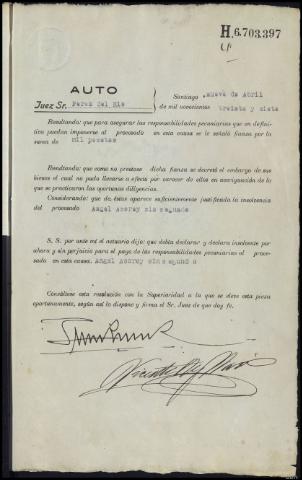 H.6.703.397
AUTO
Juez Sr. Perez del Rio
Santiago nueve de Abril
de mil novecientos treinta y siete
Resultando: que para asegurar las responsabilidades pecuniarias que en defini-
tiva puedan imponerse al procesado en esta causa se le señaló fianza por la
suma de mil pesetas
Resultando: que como no prestase dicha fianza se decretó el embargo de sus
bienes el cual no pudo llevarse a efecto por carecer de ellos en averiguación de lo
que se practicaron las oportunas diligencias.
Considerando: que de éstas aparece suficientemente justificada la insolvencia
del procesado Angel Asorey sin segundo
S. S. por ante mí el actuario dijo: que debía declarar y declara insolvente por
ahora y sin perjuicio para el pago de las responsabilidades pecuniarias al proce-
sado en esta causa. Angel Asorey sin segundo
Consúltese esta resolución con la Superioridad a la que se eleve esta pieza
oportunamente, según así lo dispone y firma el Sr. Juez de que doy fe.